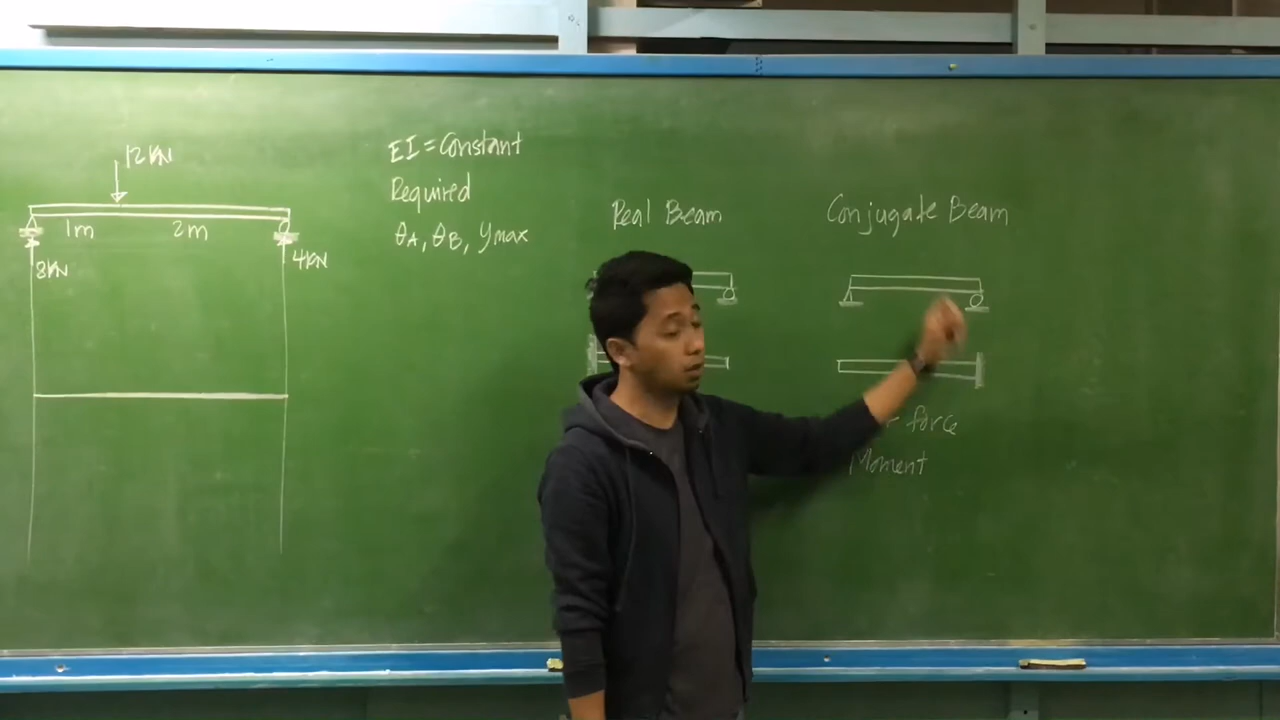 12KN
1m
2m
8KN
4KN
EI = Constant
Required
θA, θB, ymax
Real Beam
Conjugate Beam
force
Moment